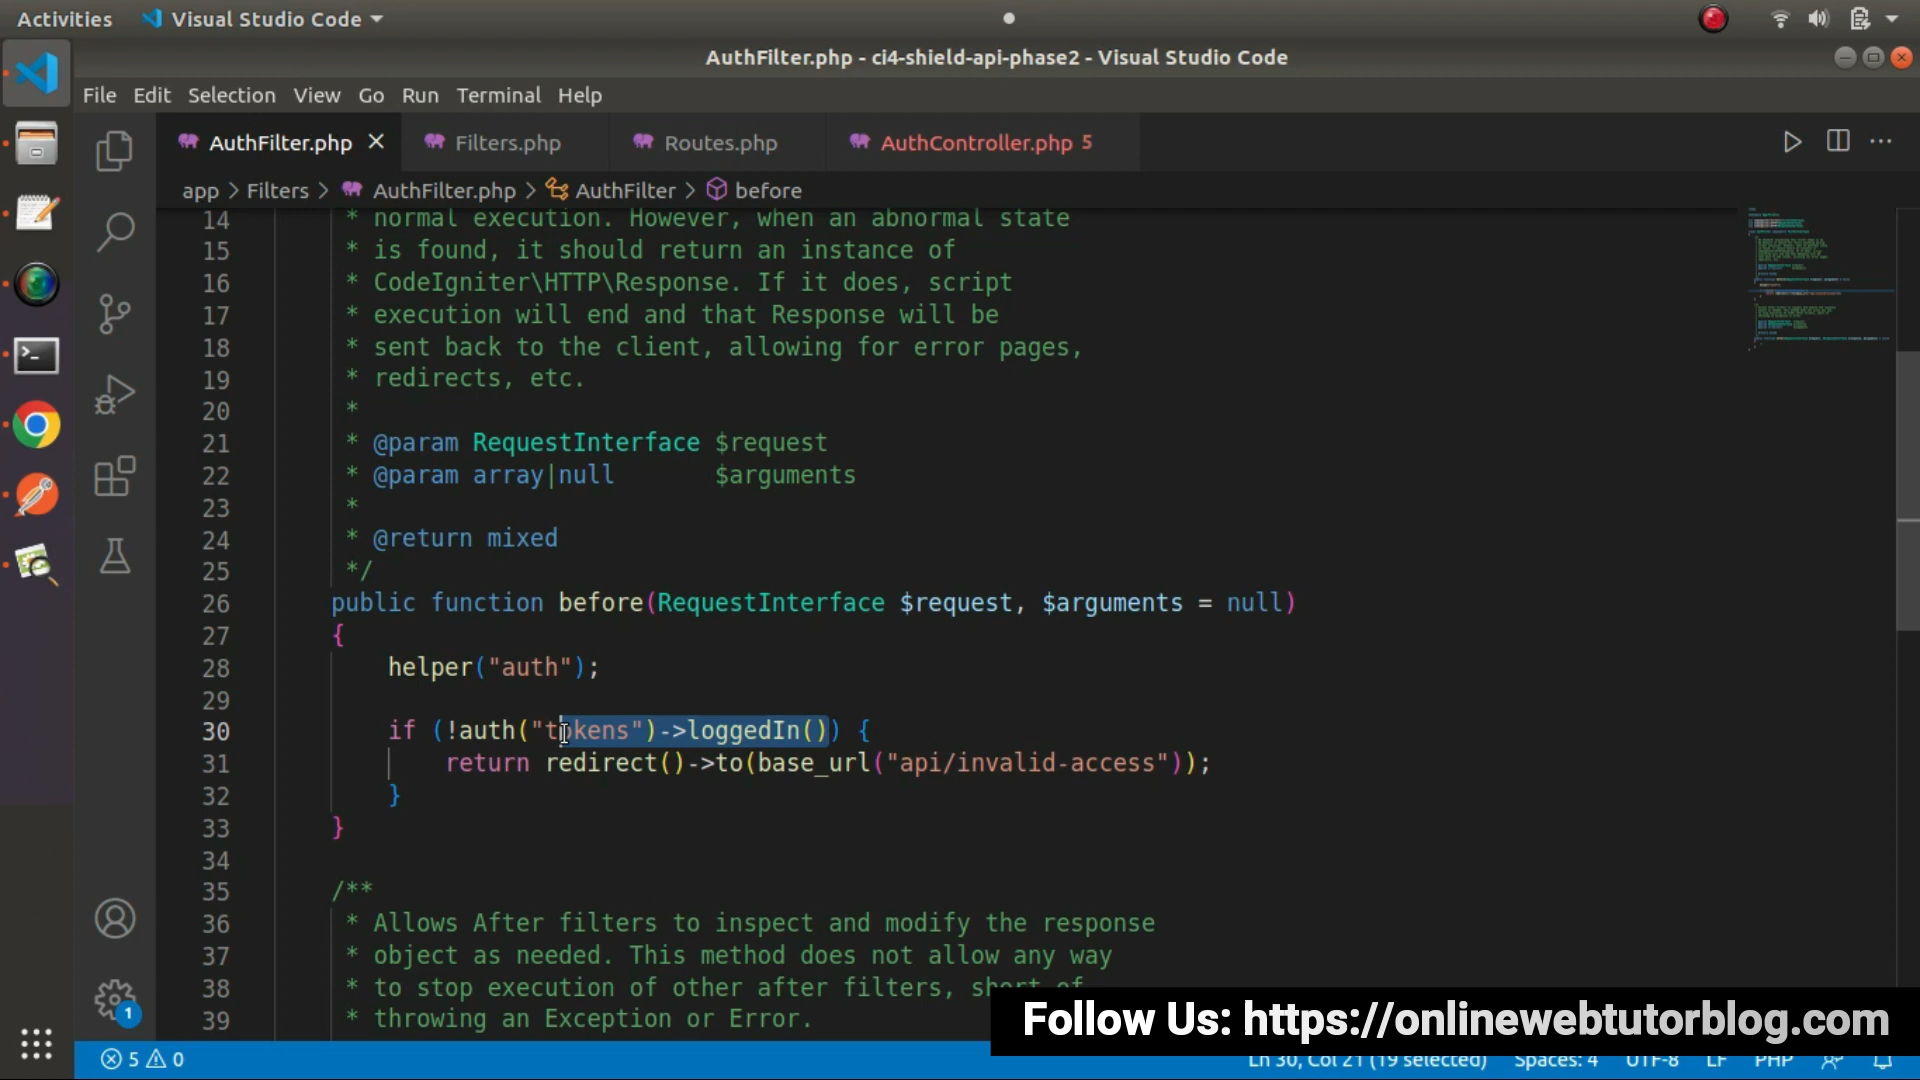 Activities Visual Studio Code
AuthFilter.php - ci4-shield-api-phase2 - Visual Studio Code
File Edit Selection View Go Run Terminal Help
AuthFilter.php Filters.php Routes.php AuthController.php 5
app > Filters > AuthFilter.php > AuthFilter > before
14 * normal execution. However, when an abnormal state
15 * is found, it should return an instance of
16 * CodeIgniter\HTTP\Response. If it does, script
17 * execution will end and that Response will be
18 * sent back to the client, allowing for error pages,
19 * redirects, etc.
20 *
21 * @param RequestInterface $request
22 * @param array|null $arguments
23 *
24 * @return mixed
25 */
26 public function before(RequestInterface $request, $arguments = null)
27 {
28 helper("auth");
29
30 if (!auth("tokens")->loggedIn()) {
31 return redirect()->to(base_url("api/invalid-access"));
32 }
33 }
34
35 /**
36 * Allows After filters to inspect and modify the response
37 * object as needed. This method does not allow any way
38 * to stop execution of other after filters, short of
39 * throwing an Exception or Error.
Follow Us: https://onlinewebtutorblog.com
1
5 0 Ln 30, Col 21 (19 selected) Spaces: 4 UTF-8 LF PHP